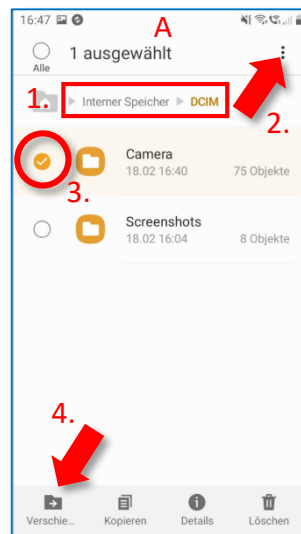 16:47
A
1 ausgewählt
Alle
1.
Interner Speicher DCIM
2.
Camera
18.02 16:40 75 Objekte
3.
Screenshots
18.02 16:04 8 Objekte
4.
Verschie... Kopieren Details Löschen